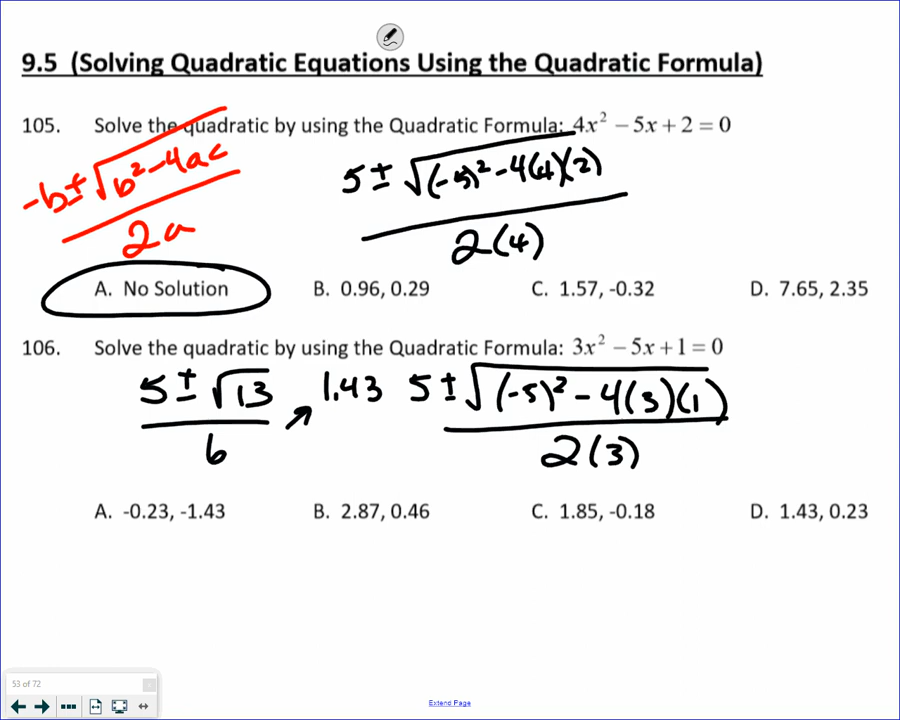 9.5 (Solving Quadratic Equations Using the Quadratic Formula)
105. Solve the quadratic by using the Quadratic Formula: 4x² − 5x + 2 = 0
-b ± √b² - 4ac
2a
5 ± √(-5)² - 4(4)(2)
2(4)
A. No Solution B. 0.96, 0.29 C. 1.57, -0.32 D. 7.65, 2.35
106. Solve the quadratic by using the Quadratic Formula: 3x² − 5x + 1 = 0
5 ± √13 ↗ 1.43 5 ± √(-5)² - 4(3)(1)
6 2(3)
A. -0.23, -1.43 B. 2.87, 0.46 C. 1.85, -0.18 D. 1.43, 0.23
53 of 72
Extend Page